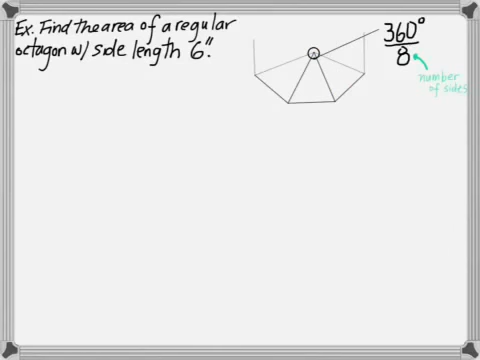 Ex. Find the area of a regular
octagon w/ side length 6".
360°
8
number
of sides